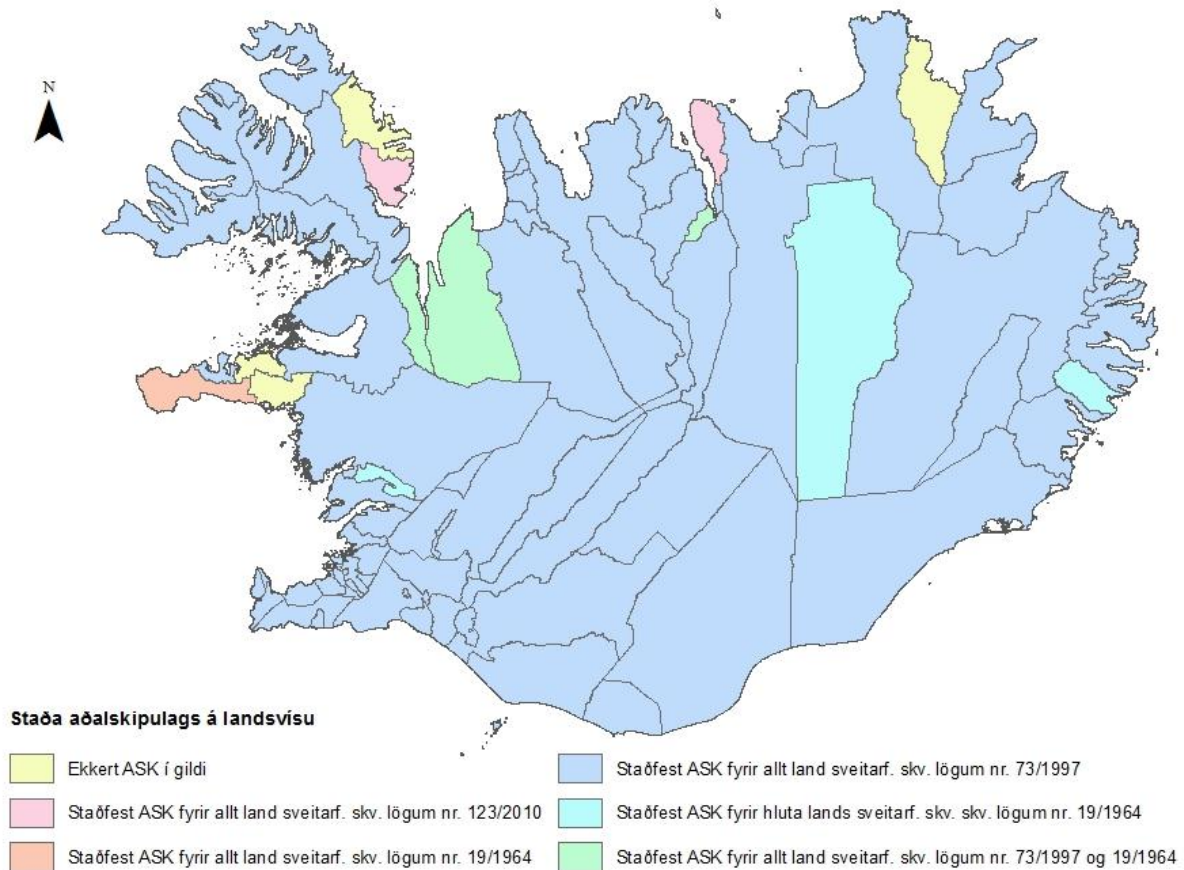 N
Staða aðalskipulags á landsvísu
Ekkert ASK í gildi
Staðfest ASK fyrir allt land sveitarf. skv. lögum nr. 123/2010
Staðfest ASK fyrir allt land sveitarf. skv. lögum nr. 19/1964
Staðfest ASK fyrir allt land sveitarf. skv. lögum nr. 73/1997
Staðfest ASK fyrir hluta lands sveitarf. skv. skv. lögum nr. 19/1964
Staðfest ASK fyrir allt land sveitarf. skv. lögum nr. 73/1997 og 19/1964